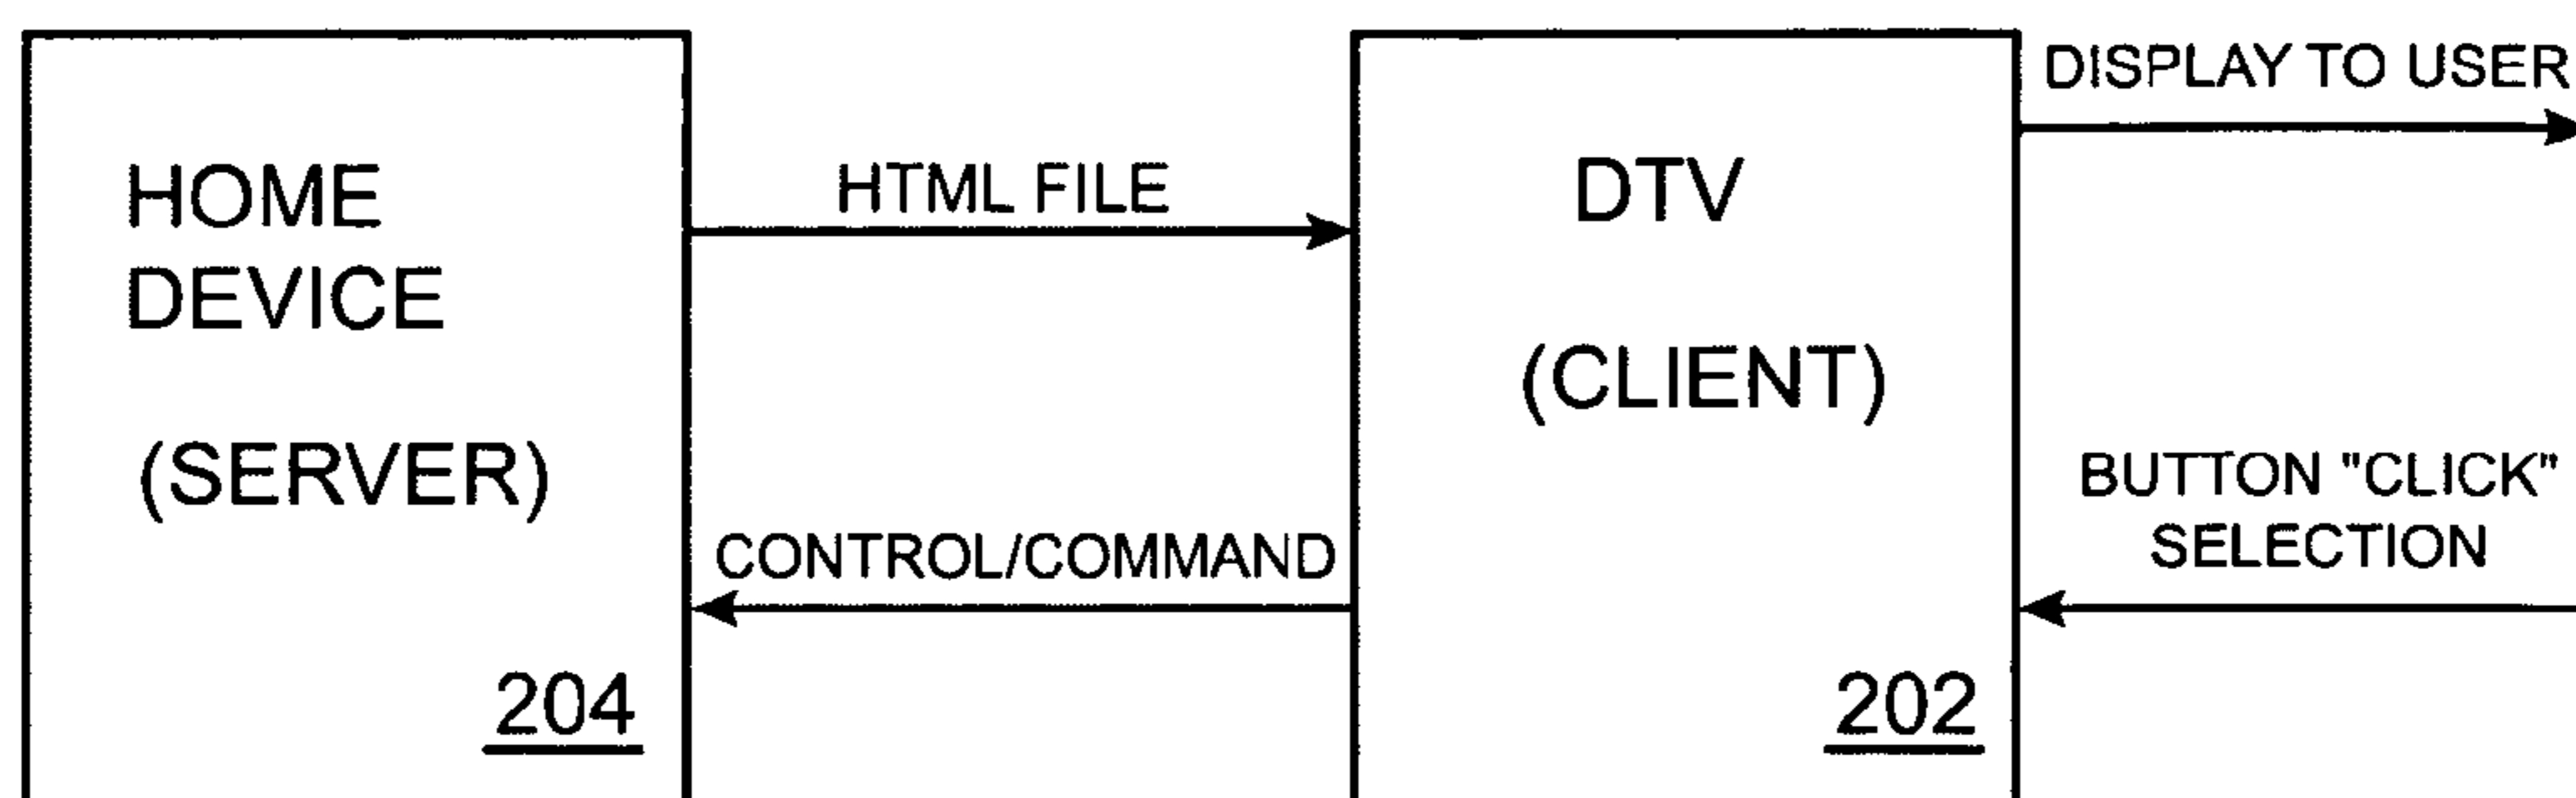 HOME
DEVICE
(SERVER)
204
HTML FILE
CONTROL/COMMAND
DTV
(CLIENT)
202
DISPLAY TO USER
BUTTON "CLICK"
SELECTION